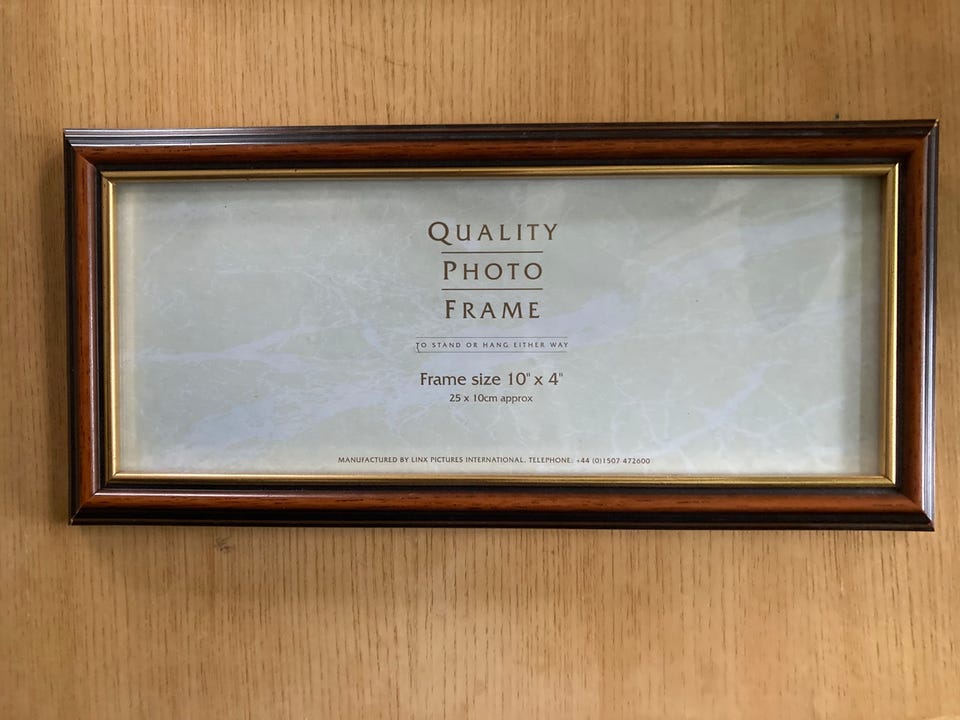 QUALITY
PHOTO
FRAME
TO STAND OR HANG EITHER WAY
Frame size 10" x 4"
25 x 10cm approx
MANUFACTURED BY LINX PICTURES INTERNATIONAL. TELEPHONE: +44 (0)1507 472600